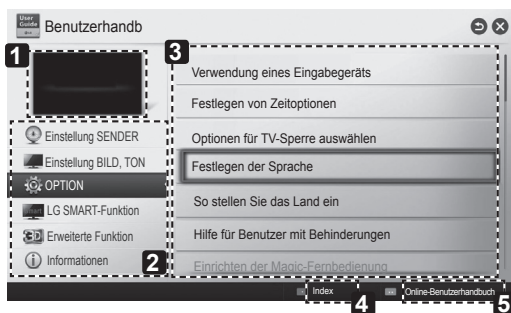 User Guide
Benutzerhandb
1
3
Verwendung eines Eingabegeräts
Festlegen von Zeitoptionen
Optionen für TV-Sperre auswählen
Festlegen der Sprache
So stellen Sie das Land ein
Hilfe für Benutzer mit Behinderungen
Einrichten der Magic-Fernbedienung
Einstellung SENDER
Einstellung BILD, TON
OPTION
smart LG SMART-Funktion
3D Erweiterte Funktion
i Informationen
2
Index
4
Online-Benutzerhandbuch
5